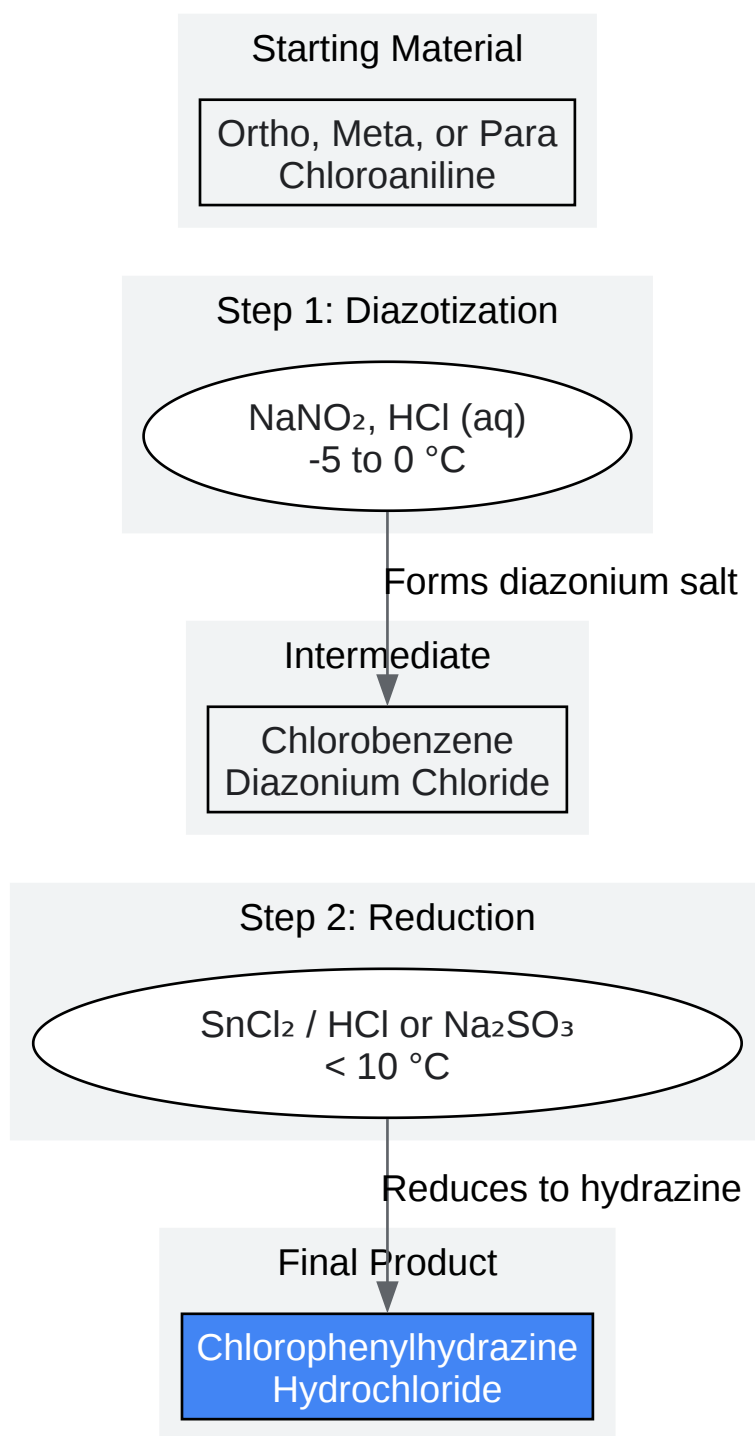 Starting Material
Ortho, Meta, or Para
Chloroaniline
Step 1: Diazotization
NaNO₂, HCl (aq)
-5 to 0 °C
Forms diazonium salt
Intermediate
Chlorobenzene
Diazonium Chloride
Step 2: Reduction
SnCl₂ / HCl or Na₂SO₃
< 10 °C
Reduces to hydrazine
Final Product
Chlorophenylhydrazine
Hydrochloride